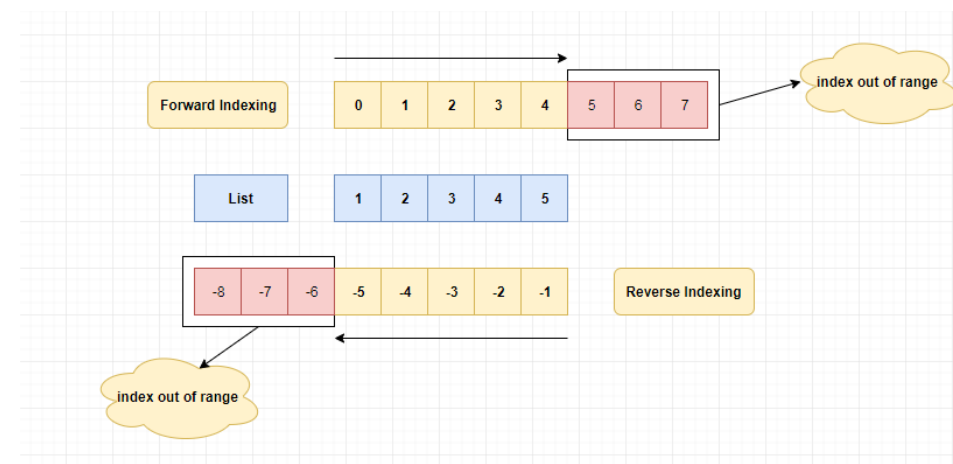 index out of range
Forward Indexing 0 1 2 3 4 5 6 7
List 1 2 3 4 5
-8 -7 -6 -5 -4 -3 -2 -1 Reverse Indexing
index out of range